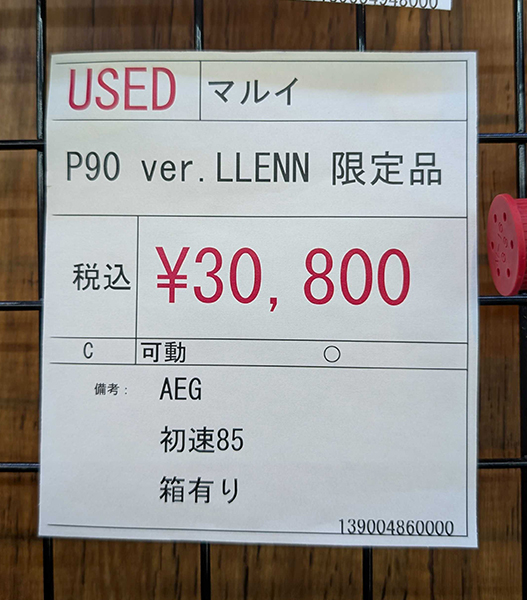 USED マルイ
P90 ver.LLENN 限定品
税込 ¥30,800
C 可動 ○
備考: AEG
初速85
箱有り
139004860000